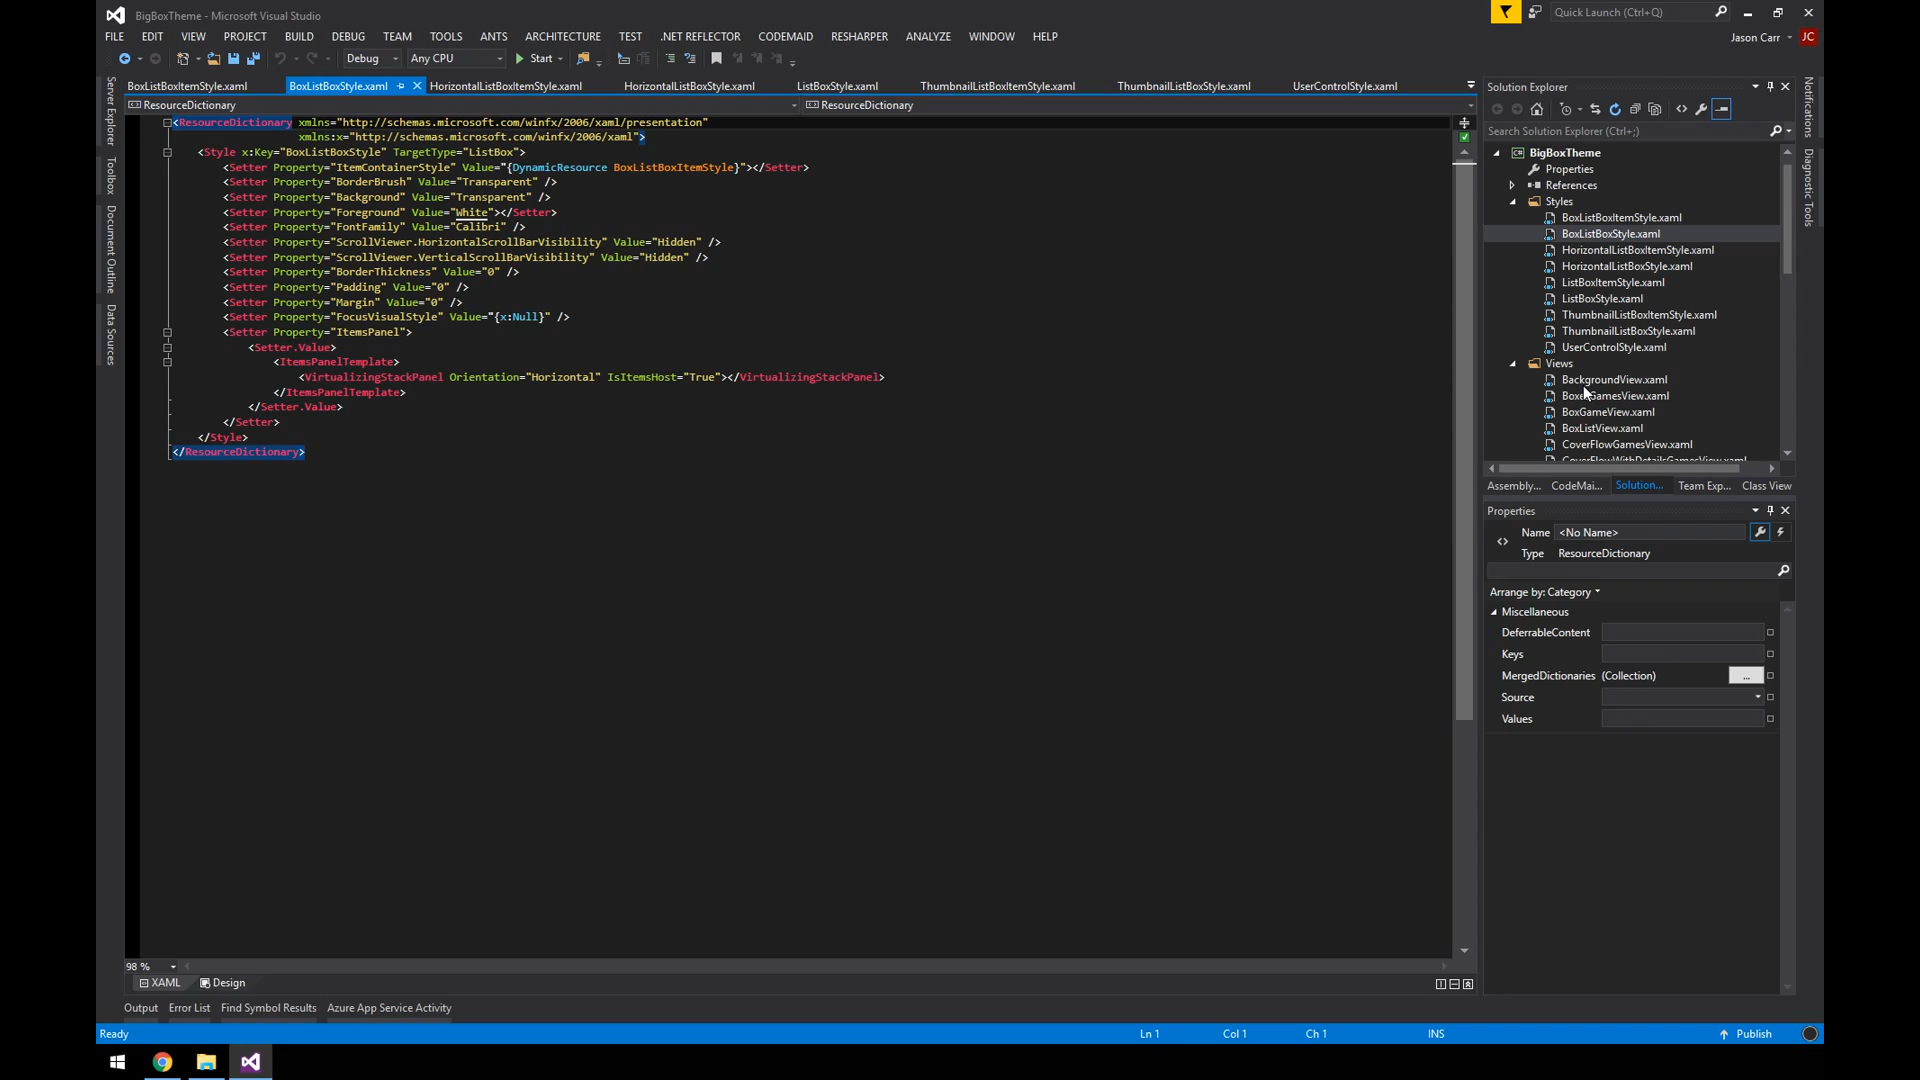 BigBoxTheme - Microsoft Visual Studio
Quick Launch (Ctrl+Q)
FILE EDIT VIEW PROJECT BUILD DEBUG TEAM TOOLS ANTS ARCHITECTURE TEST .NET REFLECTOR CODEMAID RESHARPER ANALYZE WINDOW HELP
Jason Carr JC
Debug Any CPU Start
BoxListBoxItemStyle.xaml BoxListBoxStyle.xaml HorizontalListBoxItemStyle.xaml HorizontalListBoxStyle.xaml ListBoxStyle.xaml ThumbnailListBoxItemStyle.xaml ThumbnailListBoxStyle.xaml UserControlStyle.xaml
ResourceDictionary ResourceDictionary
Server Explorer
Toolbox
Document Outline
Data Sources
<ResourceDictionary xmlns="http://schemas.microsoft.com/winfx/2006/xaml/presentation"
xmlns:x="http://schemas.microsoft.com/winfx/2006/xaml">
<Style x:Key="BoxListBoxStyle" TargetType="ListBox">
<Setter Property="ItemContainerStyle" Value="{DynamicResource BoxListBoxItemStyle}"></Setter>
<Setter Property="BorderBrush" Value="Transparent" />
<Setter Property="Background" Value="Transparent" />
<Setter Property="Foreground" Value="White"></Setter>
<Setter Property="FontFamily" Value="Calibri" />
<Setter Property="ScrollViewer.HorizontalScrollBarVisibility" Value="Hidden" />
<Setter Property="ScrollViewer.VerticalScrollBarVisibility" Value="Hidden" />
<Setter Property="BorderThickness" Value="0" />
<Setter Property="Padding" Value="0" />
<Setter Property="Margin" Value="0" />
<Setter Property="FocusVisualStyle" Value="{x:Null}" />
<Setter Property="ItemsPanel">
<Setter.Value>
<ItemsPanelTemplate>
<VirtualizingStackPanel Orientation="Horizontal" IsItemsHost="True"></VirtualizingStackPanel>
</ItemsPanelTemplate>
</Setter.Value>
</Setter>
</Style>
</ResourceDictionary>
98 %
XAML Design
Output Error List Find Symbol Results Azure App Service Activity
Ready Ln 1 Col 1 Ch 1 INS Publish
Solution Explorer
Search Solution Explorer (Ctrl+;)
BigBoxTheme
Properties
References
Styles
BoxListBoxItemStyle.xaml
BoxListBoxStyle.xaml
HorizontalListBoxItemStyle.xaml
HorizontalListBoxStyle.xaml
ListBoxItemStyle.xaml
ListBoxStyle.xaml
ThumbnailListBoxItemStyle.xaml
ThumbnailListBoxStyle.xaml
UserControlStyle.xaml
Views
BackgroundView.xaml
BoxGameView.xaml
BoxListView.xaml
CoverFlowGamesView.xaml
CoverFlowWithDetailsGamesView.xaml
Assembly... CodeMai... Solution... Team Exp... Class View
Properties
Name <No Name>
Type ResourceDictionary
Arrange by: Category
Miscellaneous
DeferrableContent
Keys
MergedDictionaries (Collection) ...
Source
Values
Notifications
Diagnostic Tools